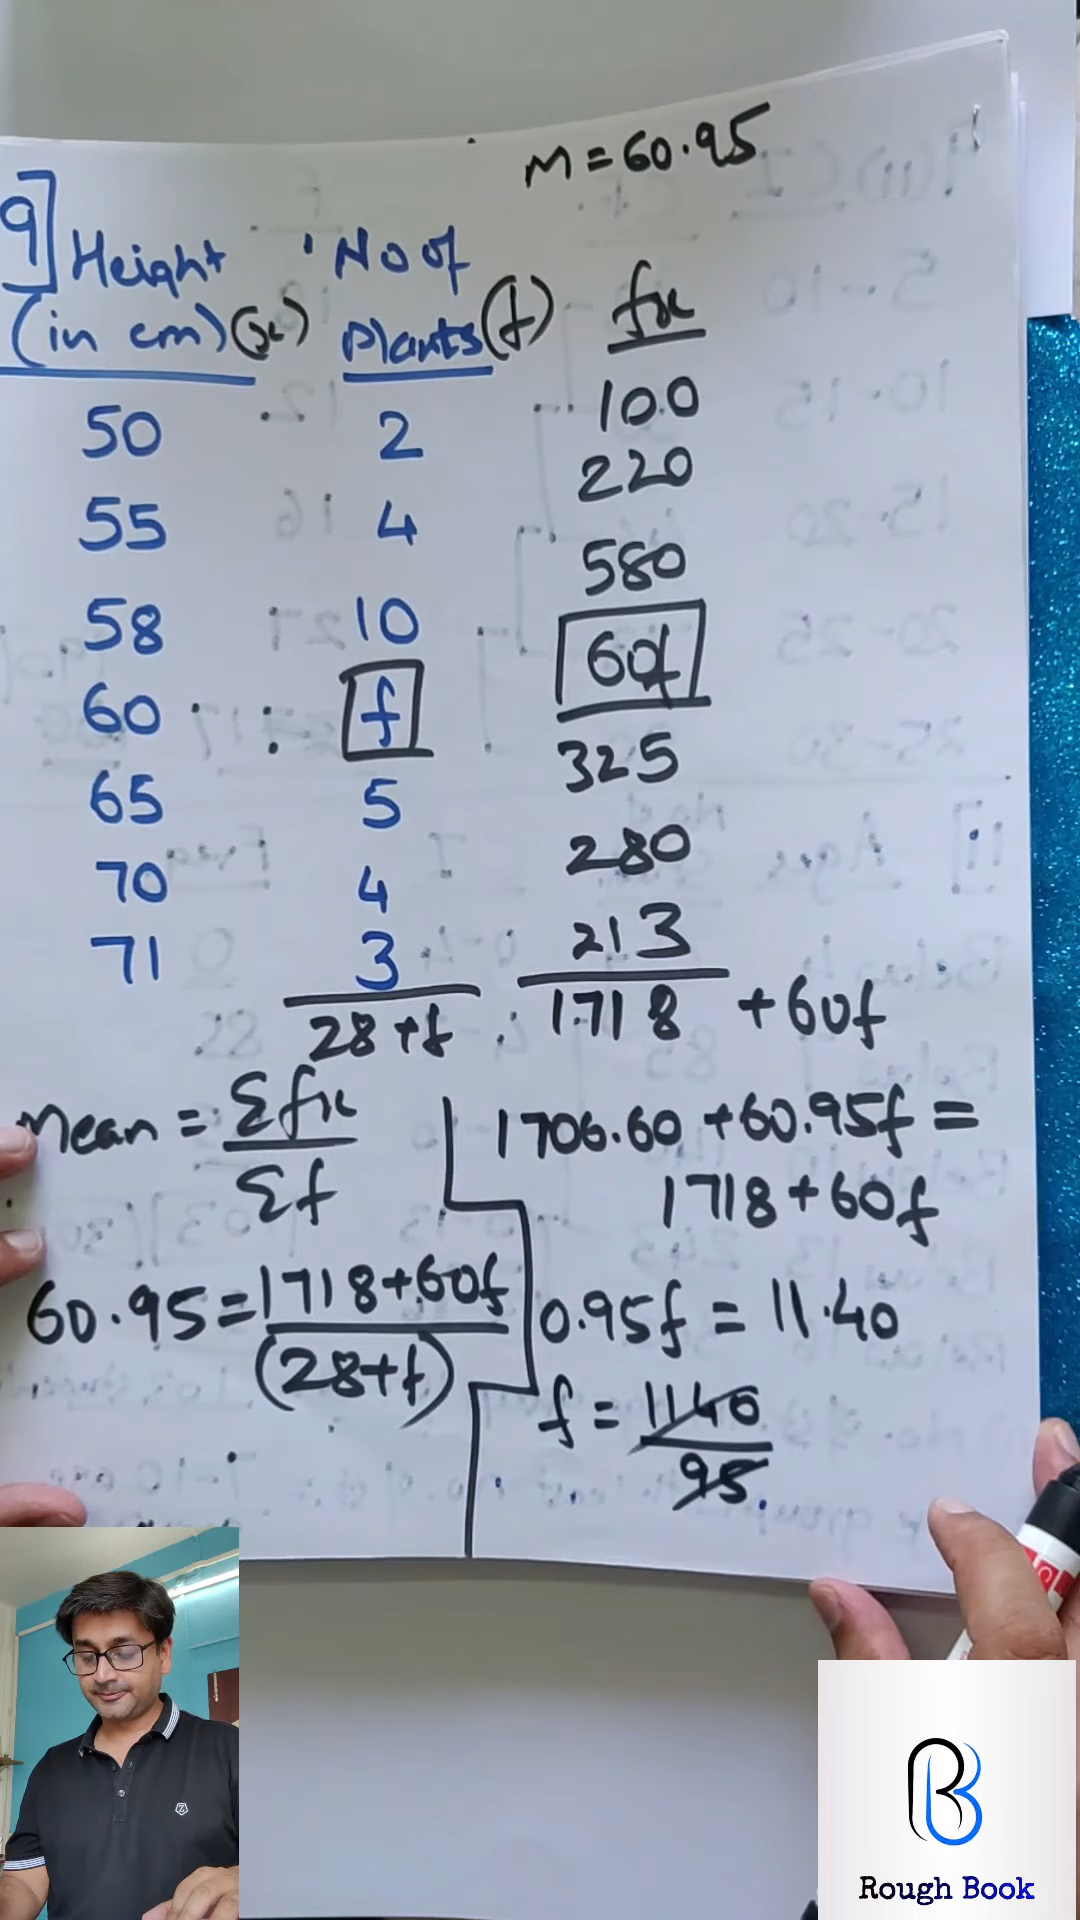 M = 60.95
9] Height No of
(in cm) (x) Plants (f) fx
50 2 100
55 4 220
58 10 580
60 f 60f
65 5 325
70 4 280
71 3 213
28+f 1718 +60f
Mean = Σfx
Σf
60.95 = 1718+60f
(28+f)
1706.60 +60.95f =
1718+60f
0.95f = 11.40
f = 1140
95
Rough Book